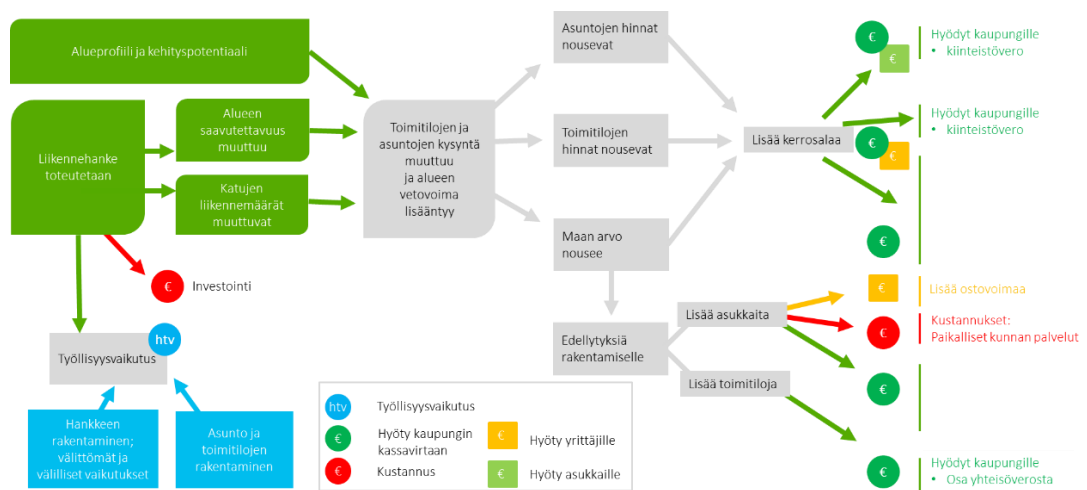 Alueprofiili ja kehityspotentiaali
Liikennehanke
toteutetaan
Alueen
saavutettavuus
muuttuu
Katujen
liikennemäärät
muuttuvat
€
Investointi
Työllisyysvaikutus
htv
Hankkeen
rakentaminen;
välittömät ja
välilliset vaikutukset
Asunto ja
toimitilojen
rakentaminen
Toimitilojen ja
asuntojen kysyntä
muuttuu
ja alueen
vetovoima
lisääntyy
Asuntojen hinnat
nousevat
Toimitilojen
hinnat nousevat
Maan arvo
nousee
Edellytyksiä
rakentamiselle
Lisää kerrosalaa
Lisää asukkaita
Lisää toimitiloja
€
€
Hyödyt kaupungille
• kiinteistövero
Hyödyt kaupungille
• kiinteistövero
€
€
€
€
Lisää ostovoimaa
€
Kustannukset:
Paikalliset kunnan palvelut
€
€
Hyödyt kaupungille
• Osa yhteisöverosta
htv
Työllisyysvaikutus
€
Hyöty kaupungin
kassavirtaan
€
Kustannus
€
Hyöty yrittäjille
€
Hyöty asukkaille